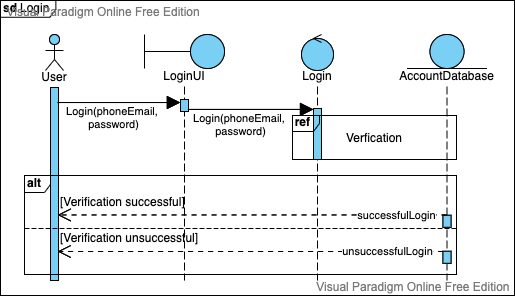 sd Login
Visual Paradigm Online Free Edition
User
LoginUI
Login
AccountDatabase
Login(phoneEmail,
password)
Login(phoneEmail,
password)
ref
Verfication
alt
[Verification successful]
successfulLogin
[Verification unsuccessful]
unsuccessfulLogin
Visual Paradigm Online Free Edition